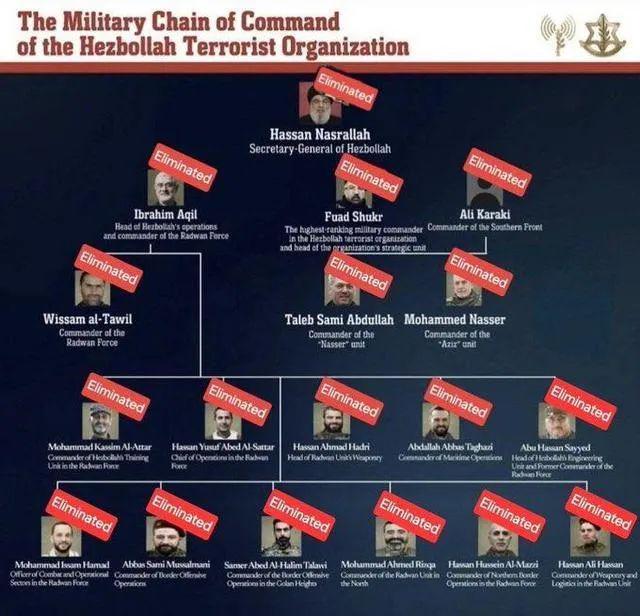 The Military Chain of Command
of the Hezbollah Terrorist Organization
Eliminated
Hassan Nasrallah
Secretary-General of Hezbollah
Eliminated
Eliminated
Eliminated
Ibrahim Aqil
Head of Hezbollah's operations
and commander of the Radwan Force
Fuad Shukr
The highest-ranking military commander
in the Hezbollah terrorist organization
and head of the organization's strategic unit
Ali Karaki
Commander of the Southern Front
Eliminated
Eliminated
Eliminated
Wissam al-Tawil
Commander of the
Radwan Force
Taleb Sami Abdullah
Commander of the
"Nasser" unit
Mohammed Nasser
Commander of the
"Aziz" unit
Eliminated
Eliminated
Eliminated
Eliminated
Eliminated
Mohammad Kassim Al-Attar
Commander of Hezbollah's Training
Unit in the Radwan Force
Hassan Yusuf Abed Al-Sattar
Chief of Operations in the Radwan
Force
Hassan Ahmad Hadri
Head of Radwan Unit's Weaponry
Abdallah Abbas Taghazi
Commander of Maritime Operations
Abu Hassan Sayyed
Head of Hezbollah's Engineering
Unit and Former Commander of the
Radwan Force
Eliminated
Eliminated
Eliminated
Eliminated
Eliminated
Eliminated
Mohammad Issam Hamad
Officer of Combat and Operational
Sectors in the Radwan Force
Abbas Sami Mussalmani
Commander of Border Offensive
Operations
Samer Abed Al-Halim Talawi
Commander of the Border Offensive
Operations in the Golan Heights
Mohammad Ahmed Rizqa
Commander of the Radwan Unit in
the North
Hassan Hussein Al-Mazzi
Commander of Northern Border
Operations in the Radwan Force
Hassan Ali Hassan
Commander of Weaponry and
Logistics in the Radwan Unit